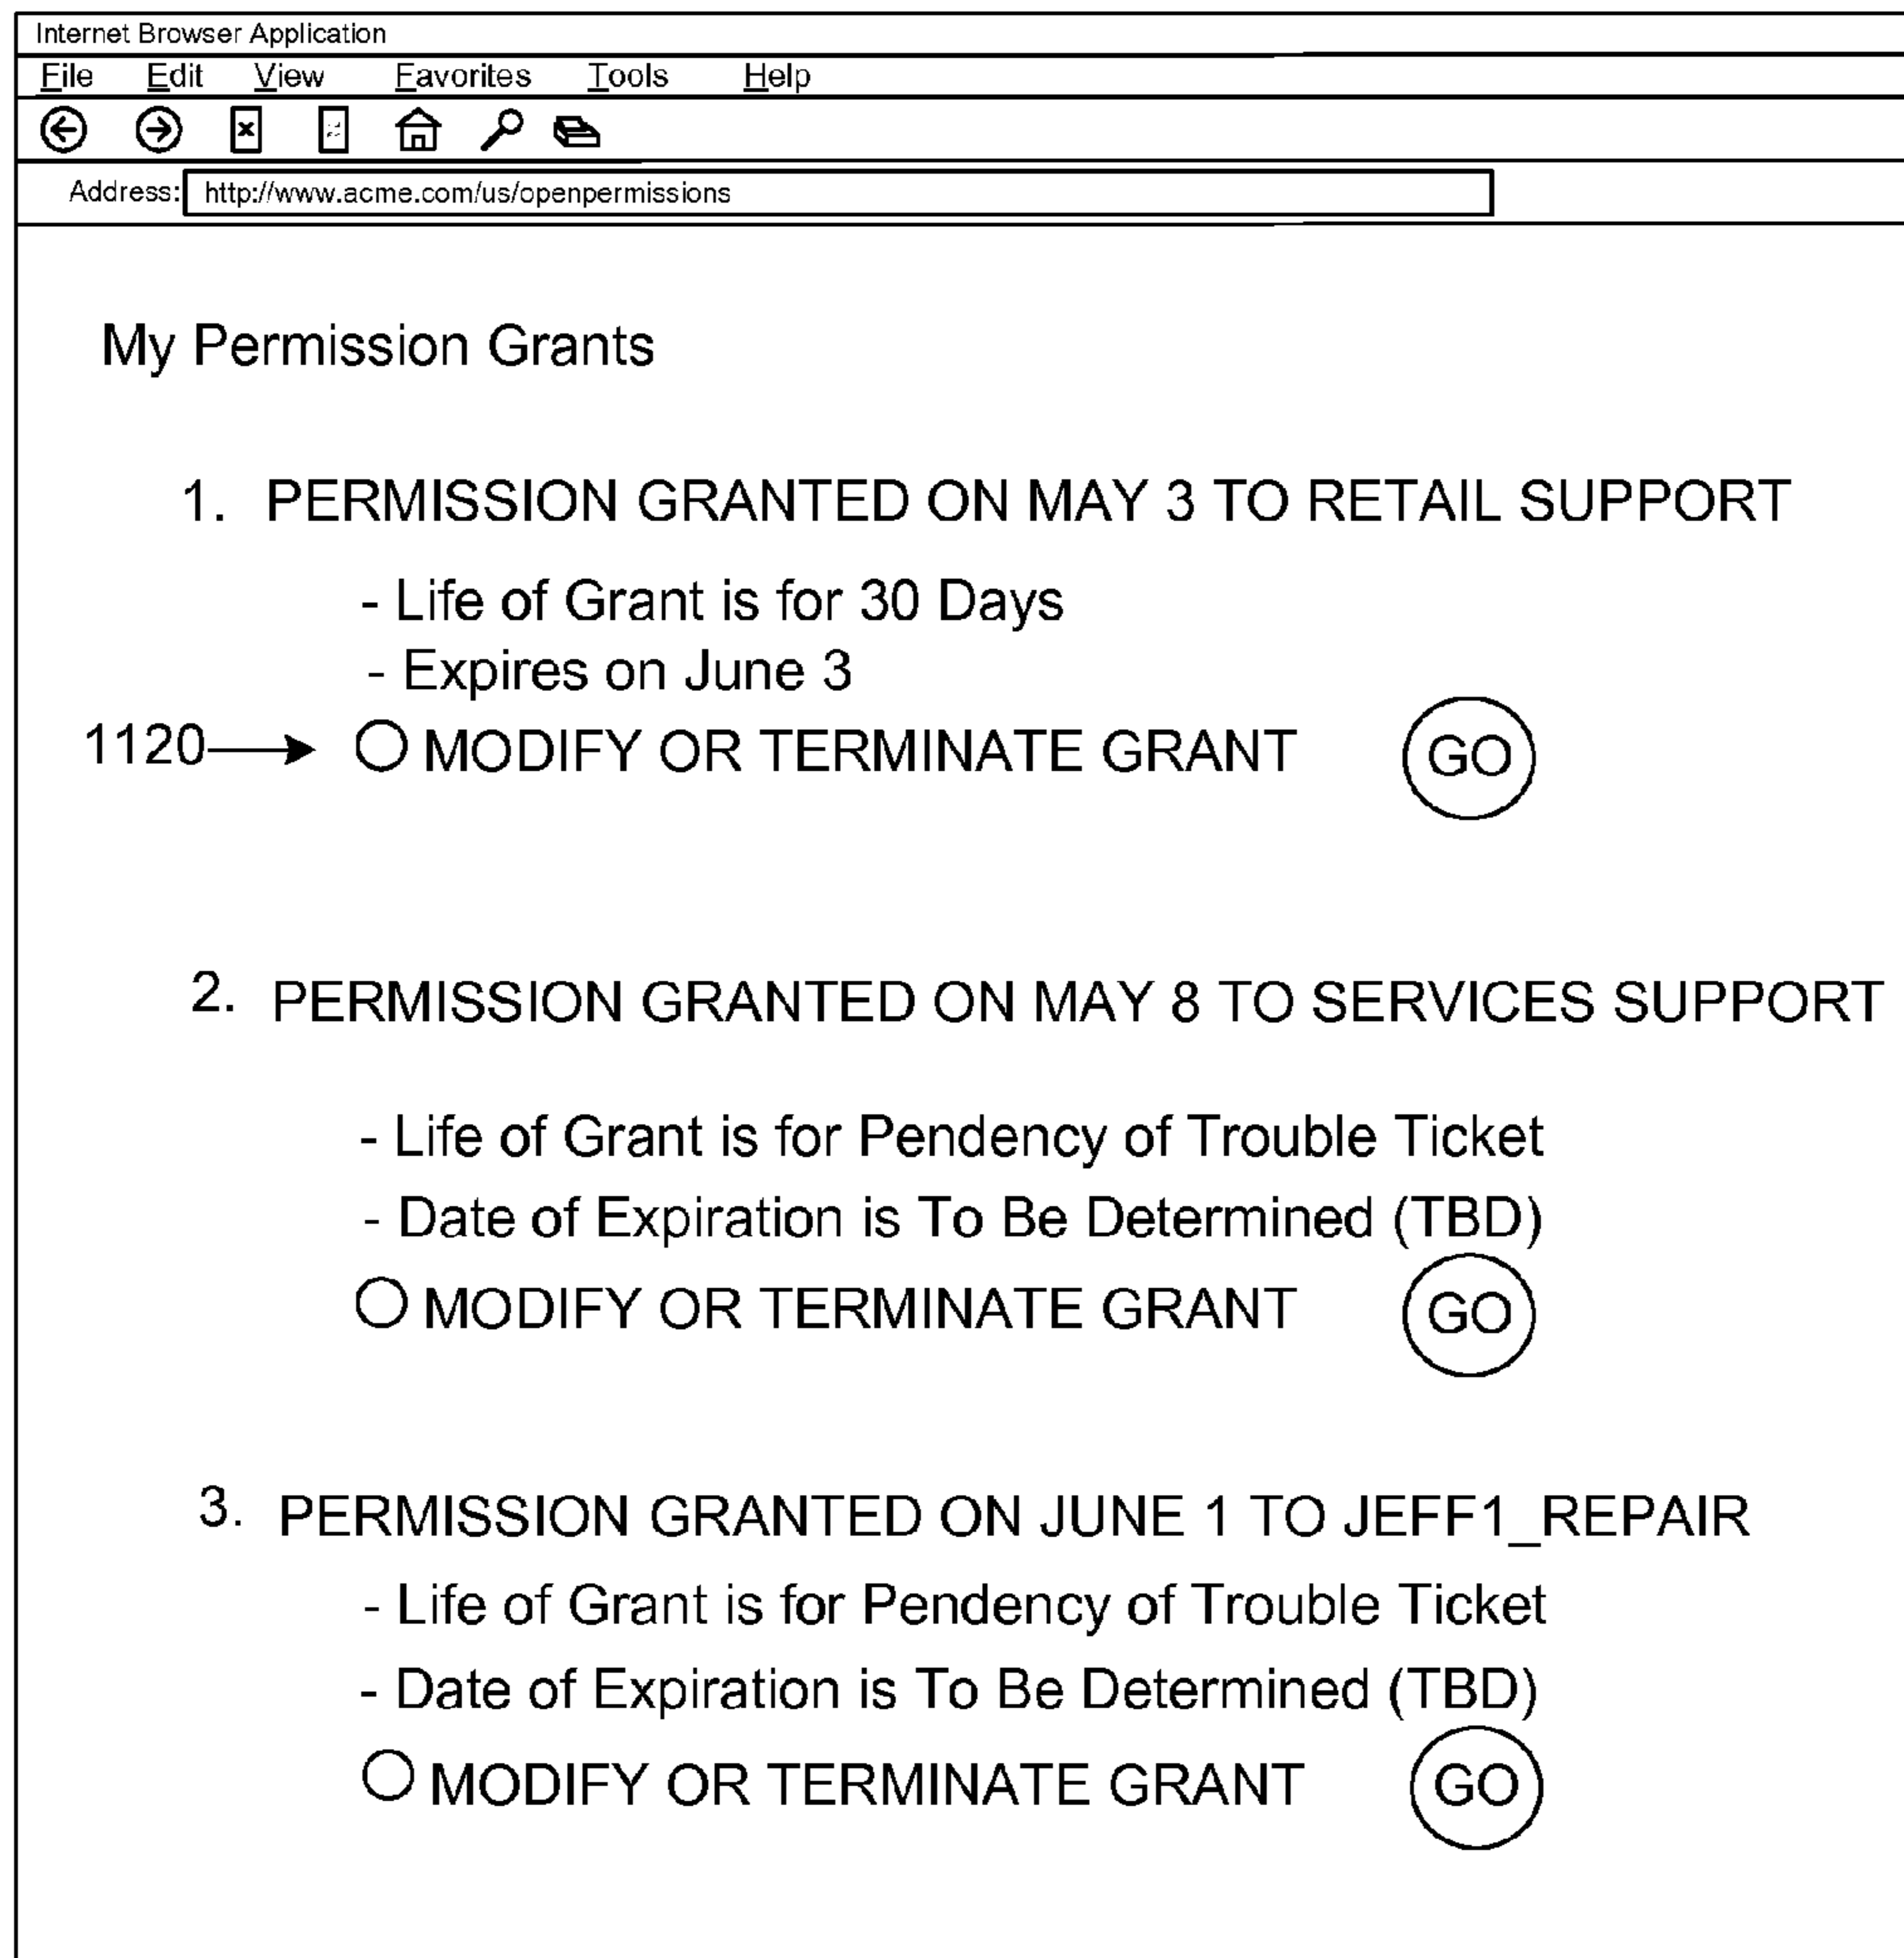 Internet Browser Application
File Edit View Favorites Tools Help
Address: http://www.acme.com/us/openpermissions
My Permission Grants
1. PERMISSION GRANTED ON MAY 3 TO RETAIL SUPPORT
- Life of Grant is for 30 Days
- Expires on June 3
1120 MODIFY OR TERMINATE GRANT GO
2. PERMISSION GRANTED ON MAY 8 TO SERVICES SUPPORT
- Life of Grant is for Pendency of Trouble Ticket
- Date of Expiration is To Be Determined (TBD)
MODIFY OR TERMINATE GRANT GO
3. PERMISSION GRANTED ON JUNE 1 TO JEFF1_REPAIR
- Life of Grant is for Pendency of Trouble Ticket
- Date of Expiration is To Be Determined (TBD)
MODIFY OR TERMINATE GRANT GO